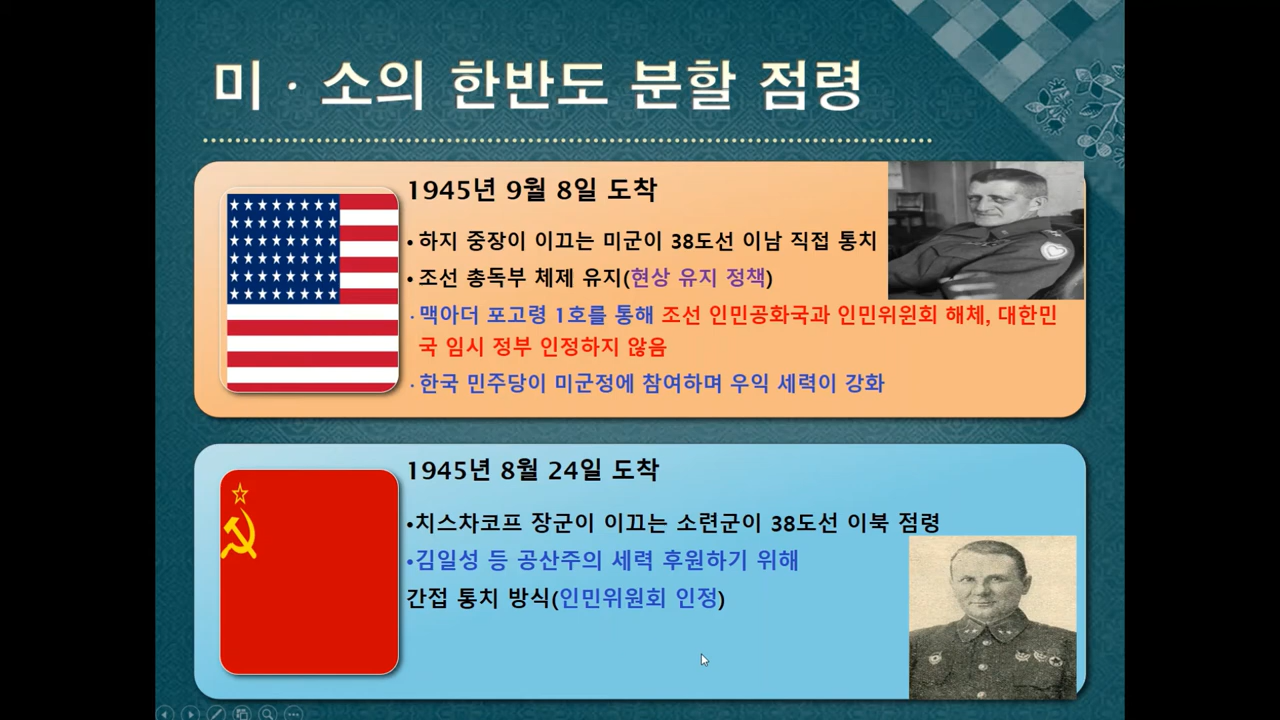 미 · 소의 한반도 분할 점령
1945년 9월 8일 도착
• 하지 중장이 이끄는 미군이 38도선 이남 직접 통치
• 조선 총독부 체제 유지(현상 유지 정책)
· 맥아더 포고령 1호를 통해 조선 인민공화국과 인민위윈회 해체, 대한민
국 임시 정부 인정하지 않음
· 한국 민주당이 미군정에 참여하며 우익 세력이 강화
1945년 8월 24일 도착
•치스차코프 장군이 이끄는 소련군이 38도선 이북 점령
•김일성 등 공산주의 세력 후원하기 위해
간접 통치 방식(인민위원회 인정)